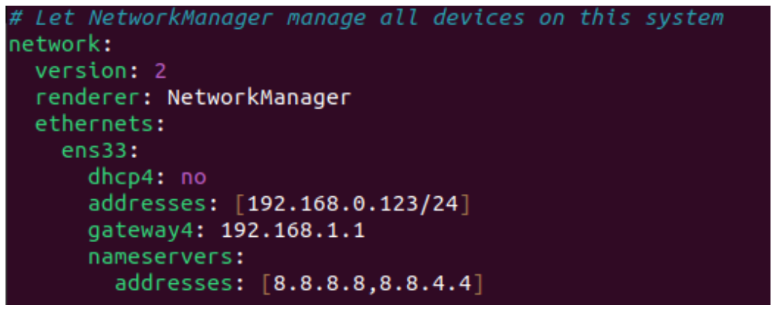 # Let NetworkManager manage all devices on this system
network:
  version: 2
  renderer: NetworkManager
  ethernets:
    ens33:
      dhcp4: no
      addresses: [192.168.0.123/24]
      gateway4: 192.168.1.1
      nameservers:
        addresses: [8.8.8.8,8.8.4.4]